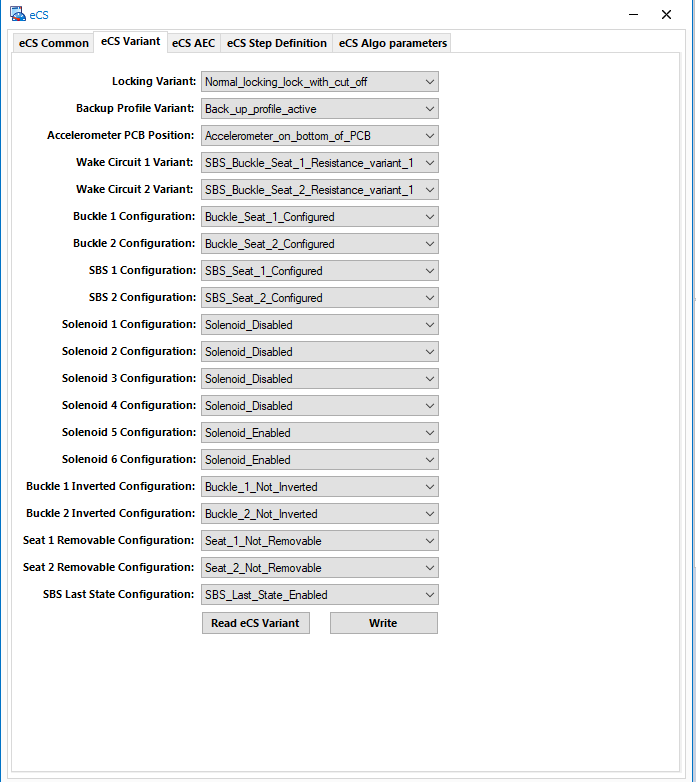 eCS
eCS Common eCS Variant eCS AEC eCS Step Definition eCS Algo parameters
Locking Variant: Normal_locking_lock_with_cut_off
Backup Profile Variant: Back_up_profile_active
Accelerometer PCB Position: Accelerometer_on_bottom_of_PCB
Wake Circuit 1 Variant: SBS_Buckle_Seat_1_Resistance_variant_1
Wake Circuit 2 Variant: SBS_Buckle_Seat_2_Resistance_variant_1
Buckle 1 Configuration: Buckle_Seat_1_Configured
Buckle 2 Configuration: Buckle_Seat_2_Configured
SBS 1 Configuration: SBS_Seat_1_Configured
SBS 2 Configuration: SBS_Seat_2_Configured
Solenoid 1 Configuration: Solenoid_Disabled
Solenoid 2 Configuration: Solenoid_Disabled
Solenoid 3 Configuration: Solenoid_Disabled
Solenoid 4 Configuration: Solenoid_Disabled
Solenoid 5 Configuration: Solenoid_Enabled
Solenoid 6 Configuration: Solenoid_Enabled
Buckle 1 Inverted Configuration: Buckle_1_Not_Inverted
Buckle 2 Inverted Configuration: Buckle_2_Not_Inverted
Seat 1 Removable Configuration: Seat_1_Not_Removable
Seat 2 Removable Configuration: Seat_2_Not_Removable
SBS Last State Configuration: SBS_Last_State_Enabled
Read eCS Variant Write